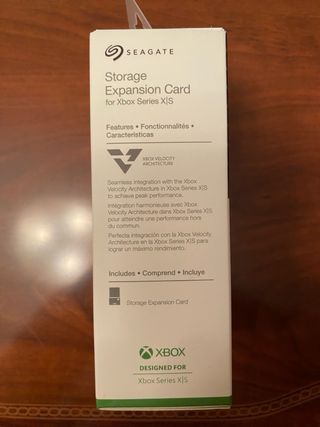 SEAGATE
Storage
Expansion Card
for Xbox Series X|S
Features • Fonctionnalités •
Características
XBOX VELOCITY
ARCHITECTURE
Seamless integration with the Xbox
Velocity Architecture in Xbox Series X|S
to achieve peak performance.
Intégration harmonieuse avec Xbox
Velocity Architecture dans Xbox Series X|S
pour atteindre une performance hors
du commun.
Perfecta integración con la Xbox Velocity
Architecture en la Xbox Series X|S para
lograr un máximo rendimiento.
Includes • Comprend • Incluye
Storage Expansion Card
XBOX
DESIGNED FOR
Xbox Series X|S